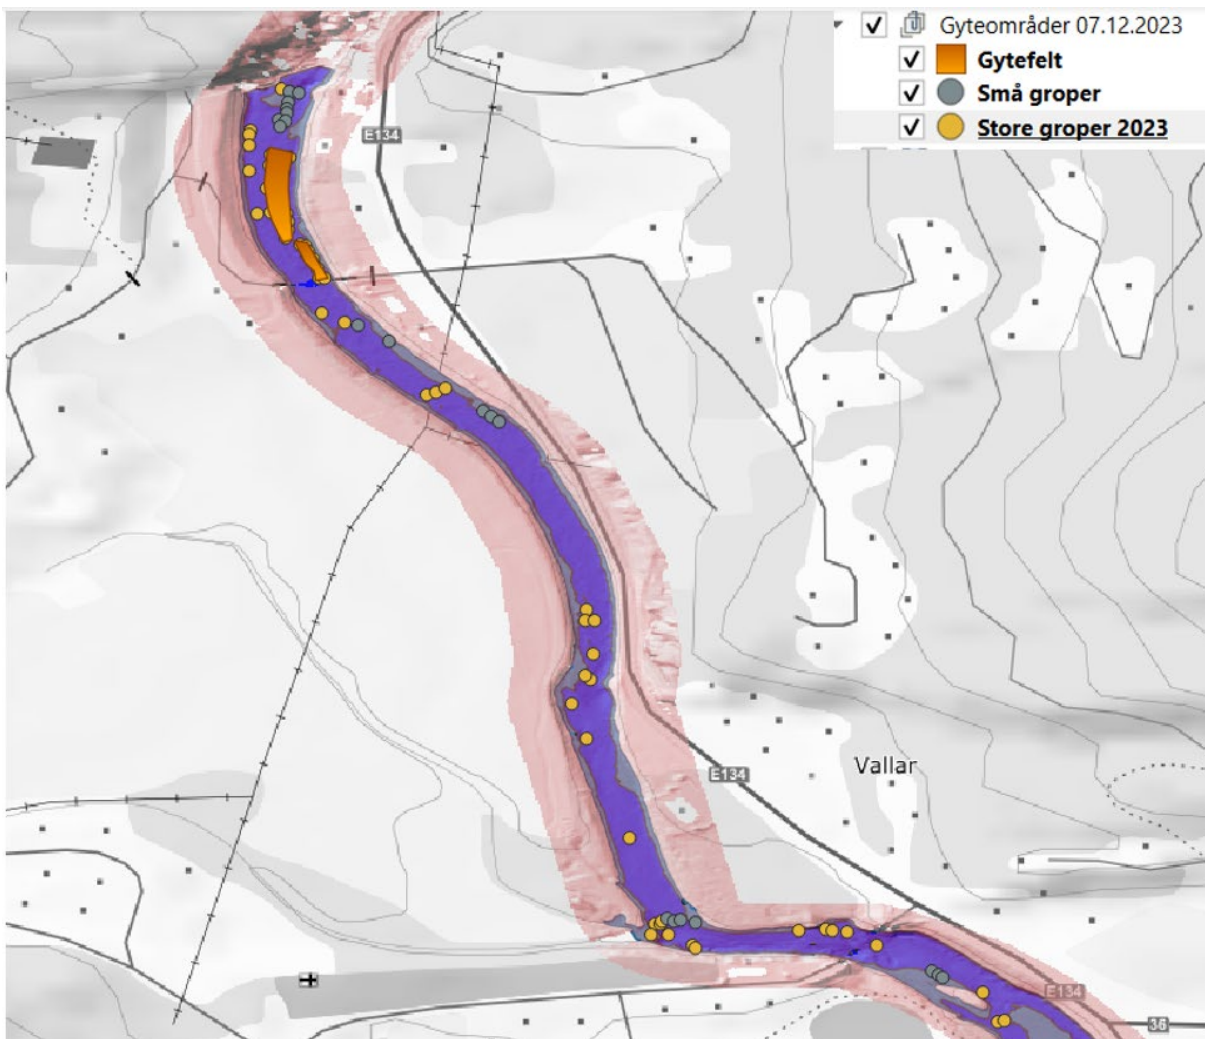 Gyteområder 07.12.2023
Gytefelt
Små groper
Store groper 2023
E134
E134
Vallar
E134
36